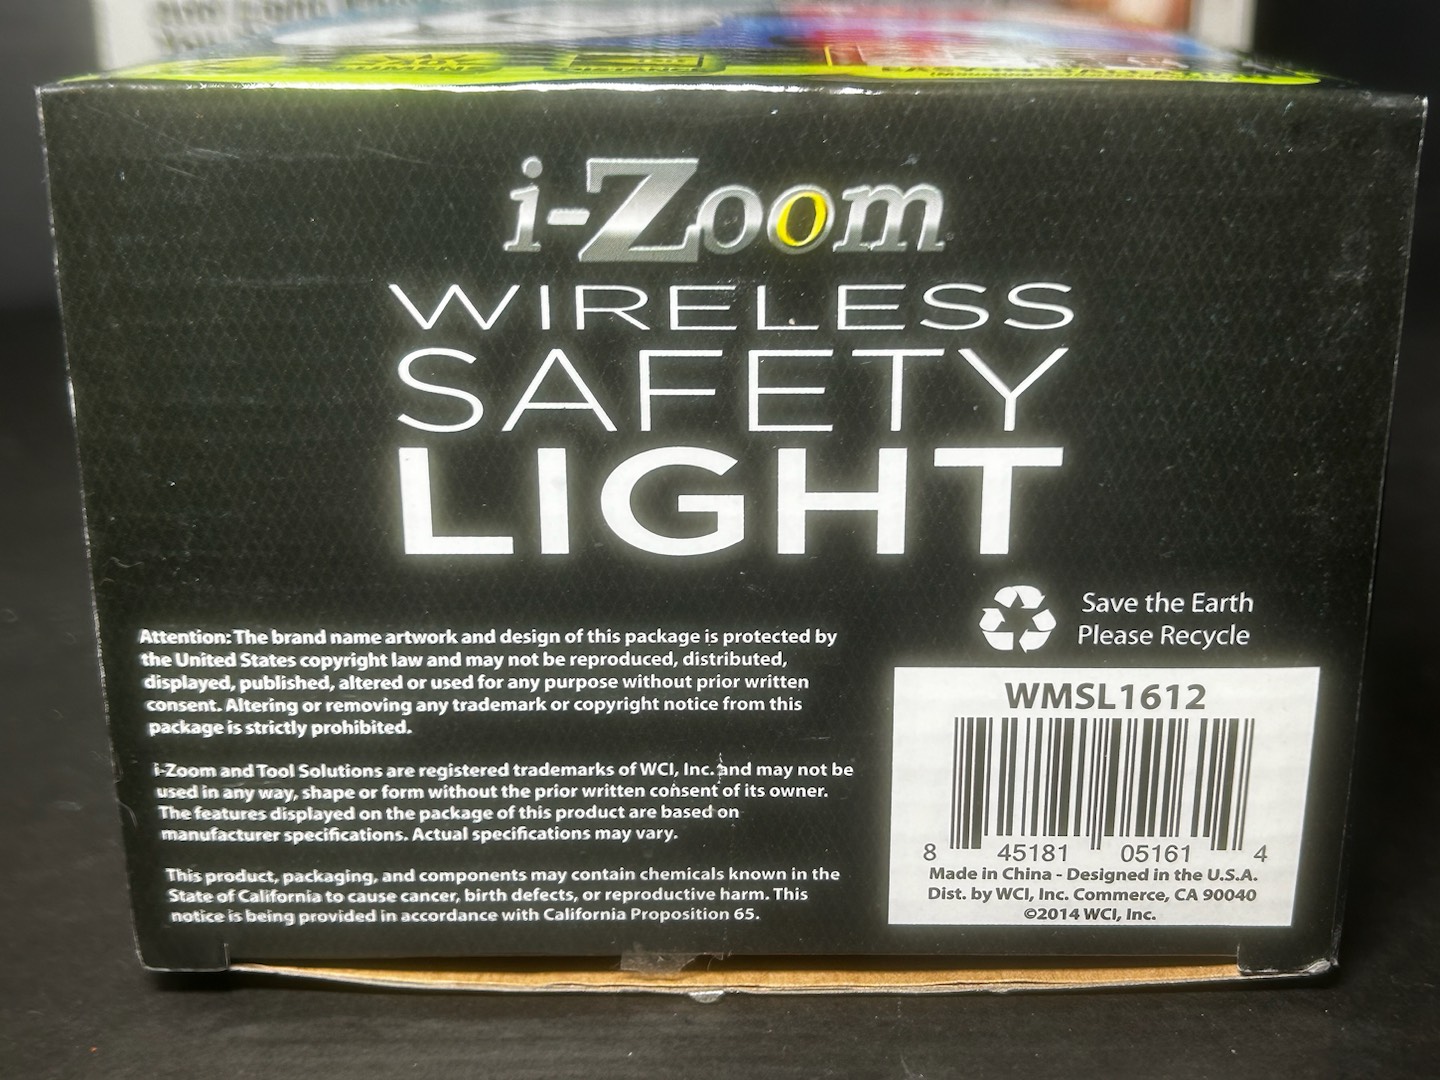 i-Zoom
WIRELESS
SAFETY
LIGHT
Save the Earth
Please Recycle
Attention: The brand name artwork and design of this package is protected by
the United States copyright law and may not be reproduced, distributed,
displayed, published, altered or used for any purpose without prior written
consent. Altering or removing any trademark or copyright notice from this
package is strictly prohibited.
i-Zoom and Tool Solutions are registered trademarks of WCI, Inc. and may not be
used in any way, shape or form without the prior written consent of its owner.
The features displayed on the package of this product are based on
manufacturer specifications. Actual specifications may vary.
This product, packaging, and components may contain chemicals known in the
State of California to cause cancer, birth defects, or reproductive harm. This
notice is being provided in accordance with California Proposition 65.
WMSL1612
8 45181 05161 4
Made in China - Designed in the U.S.A.
Dist. by WCI, Inc. Commerce, CA 90040
©2014 WCI, Inc.